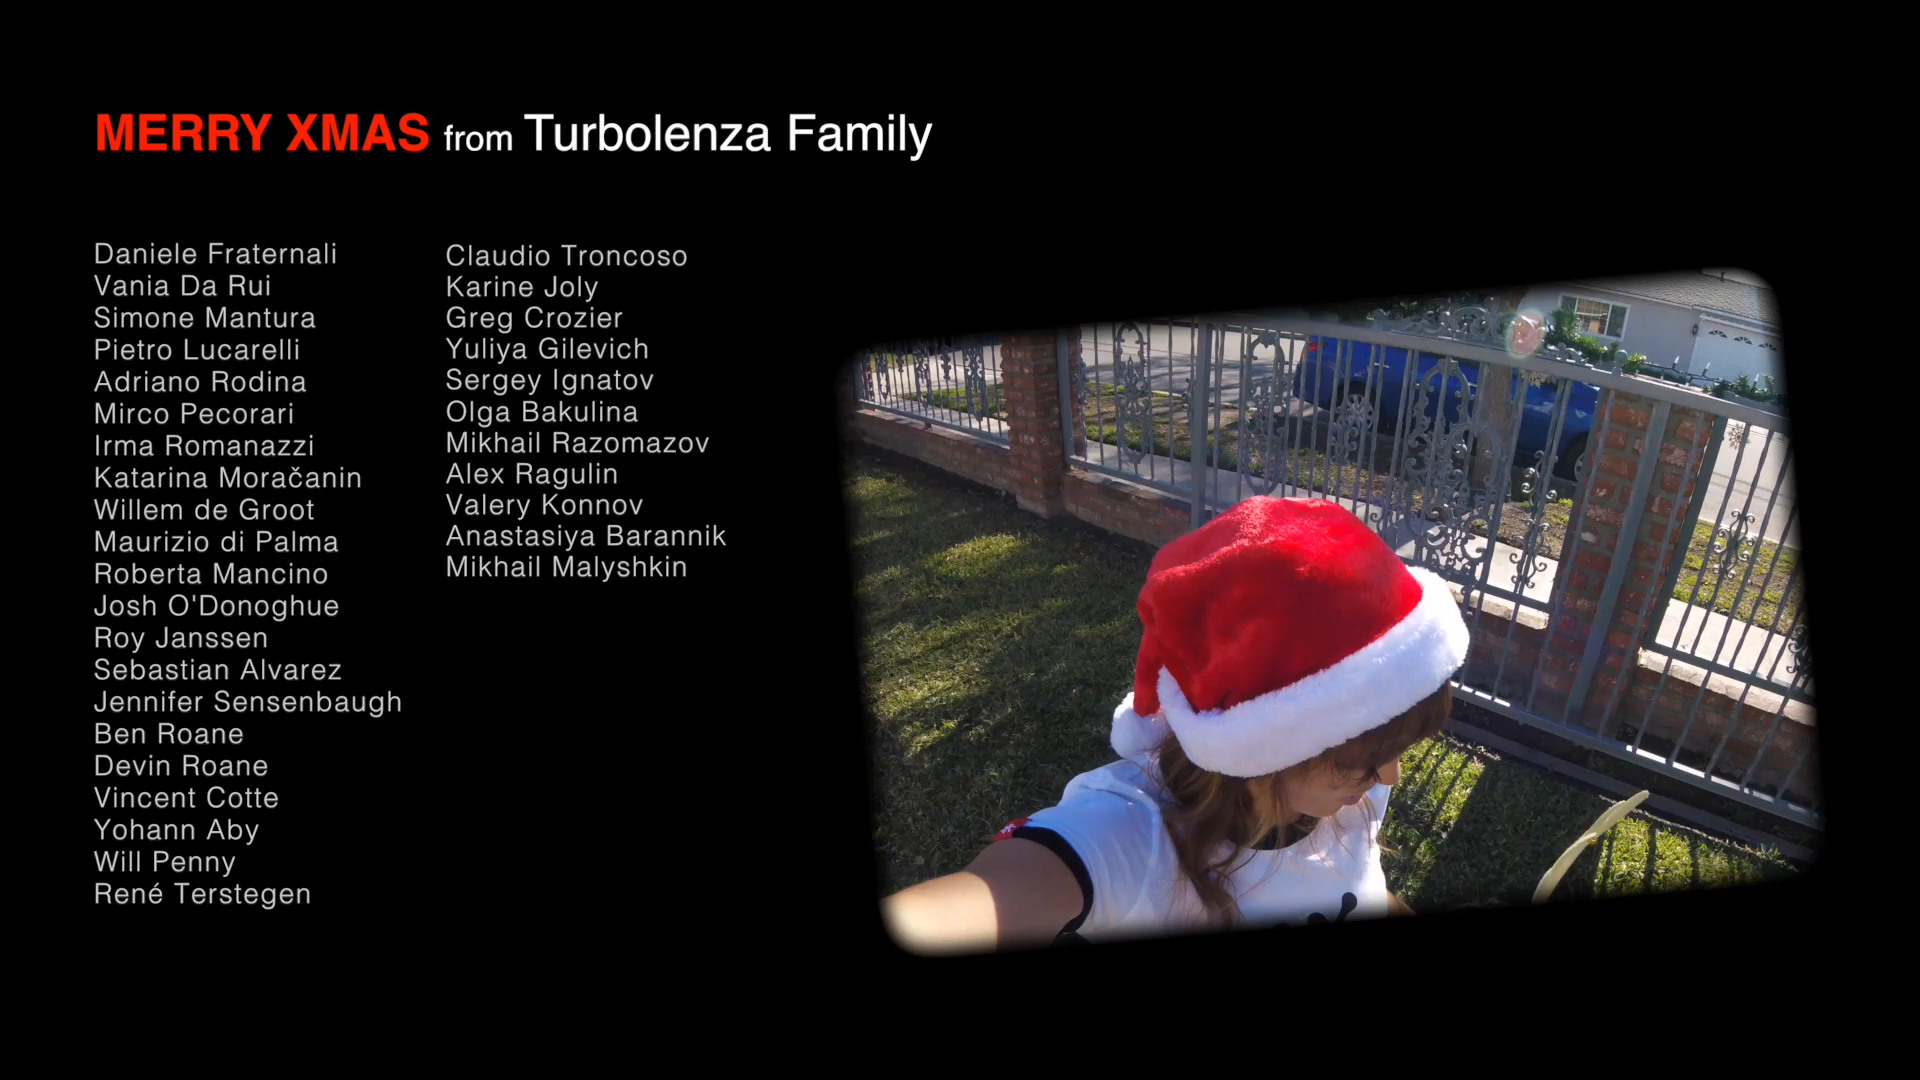 MERRY XMAS from Turbolenza Family
Daniele Fraternali
Vania Da Rui
Simone Mantura
Pietro Lucarelli
Adriano Rodina
Mirco Pecorari
Irma Romanazzi
Katarina Moračanin
Willem de Groot
Maurizio di Palma
Roberta Mancino
Josh O'Donoghue
Roy Janssen
Sebastian Alvarez
Jennifer Sensenbaugh
Ben Roane
Devin Roane
Vincent Cotte
Yohann Aby
Will Penny
René Terstegen
Claudio Troncoso
Karine Joly
Greg Crozier
Yuliya Gilevich
Sergey Ignatov
Olga Bakulina
Mikhail Razomazov
Alex Ragulin
Valery Konnov
Anastasiya Barannik
Mikhail Malyshkin